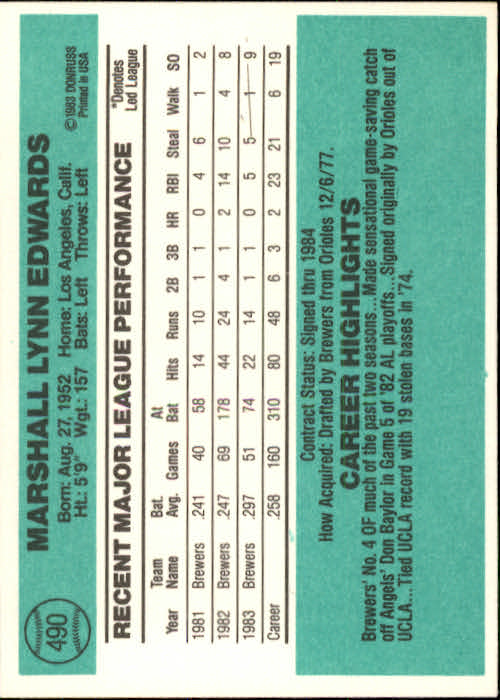 490
MARSHALL LYNN EDWARDS
Born: Aug. 27, 1952 Home: Los Angeles, Calif.
Ht.: 5'9" Wgt.: 157 Bats: Left Throws: Left
©1983 DONRUSS
Printed in USA
RECENT MAJOR LEAGUE PERFORMANCE
*Denotes
Led League
Year Team Name Bat. Avg. Games At Bat Hits Runs 2B 3B HR RBI Steal Walk SO
1981 Brewers .241 40 58 14 10 1 1 0 4 6 1 2
1982 Brewers .247 69 178 44 24 4 1 2 14 10 4 8
1983 Brewers .297 51 74 22 14 1 1 0 5 5 1 9
Career .258 160 310 80 48 6 3 2 23 21 6 19
Contract Status: Signed thru 1984
How Acquired: Drafted by Brewers from Orioles 12/6/77.
CAREER HIGHLIGHTS
Brewers' No. 4 OF much of the past two seasons...Made sensational game-saving catch
off Angels' Don Baylor in Game 5 of '82 AL playoffs...Signed originally by Orioles out of
UCLA...Tied UCLA record with 19 stolen bases in '74.